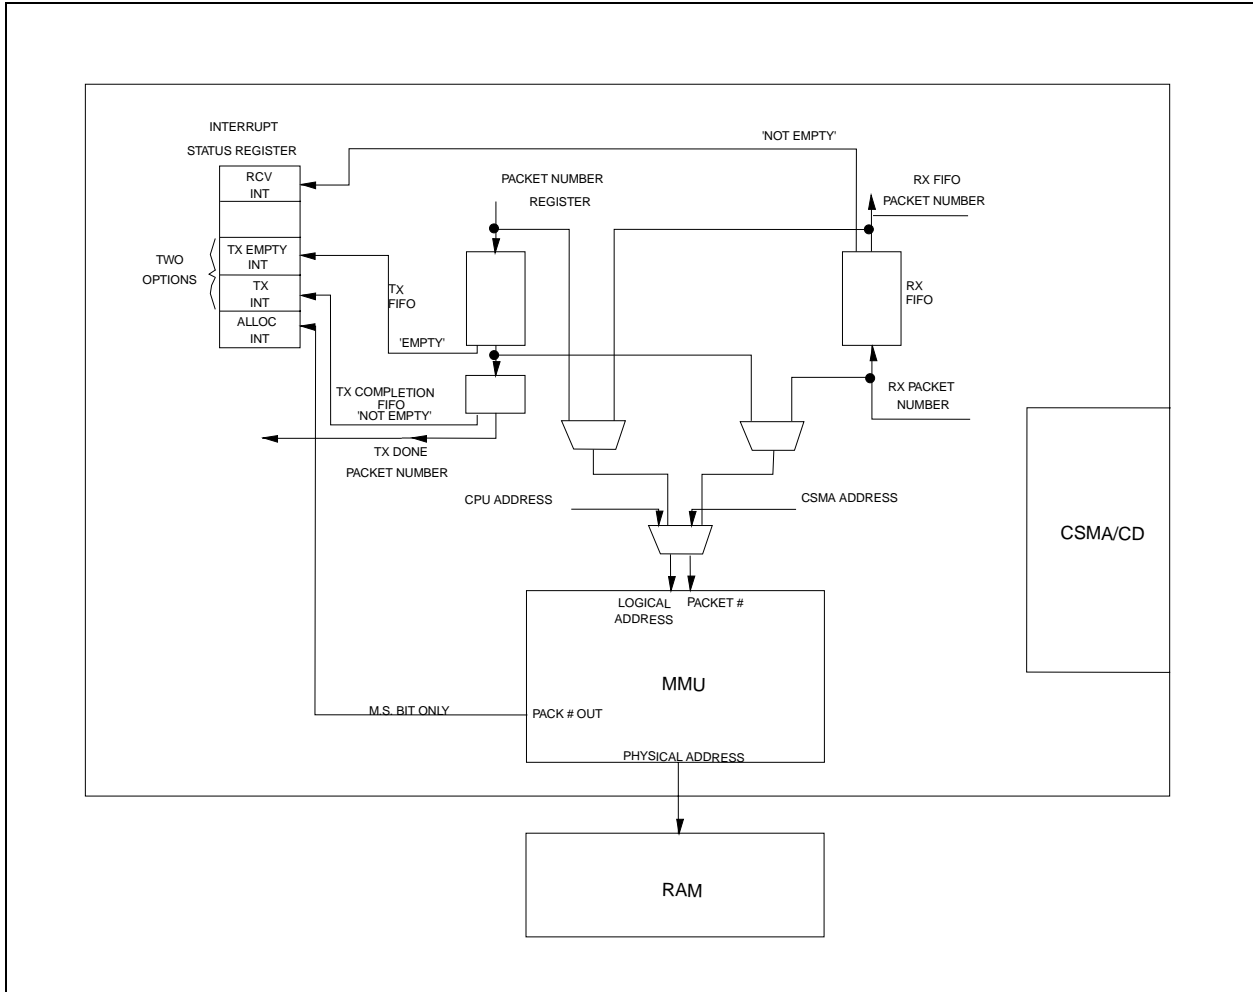 INTERRUPT
STATUS REGISTER
RCV
INT
TX EMPTY
INT
TX
INT
ALLOC
INT
TWO
OPTIONS
'NOT EMPTY'
PACKET NUMBER
REGISTER
RX FIFO
PACKET NUMBER
TX
FIFO
RX
FIFO
'EMPTY'
TX COMPLETION
FIFO
'NOT EMPTY'
RX PACKET
NUMBER
TX DONE
PACKET NUMBER
CPU ADDRESS
CSMA ADDRESS
CSMA/CD
LOGICAL
ADDRESS
PACKET #
MMU
M.S. BIT ONLY
PACK # OUT
PHYSICAL ADDRESS
RAM